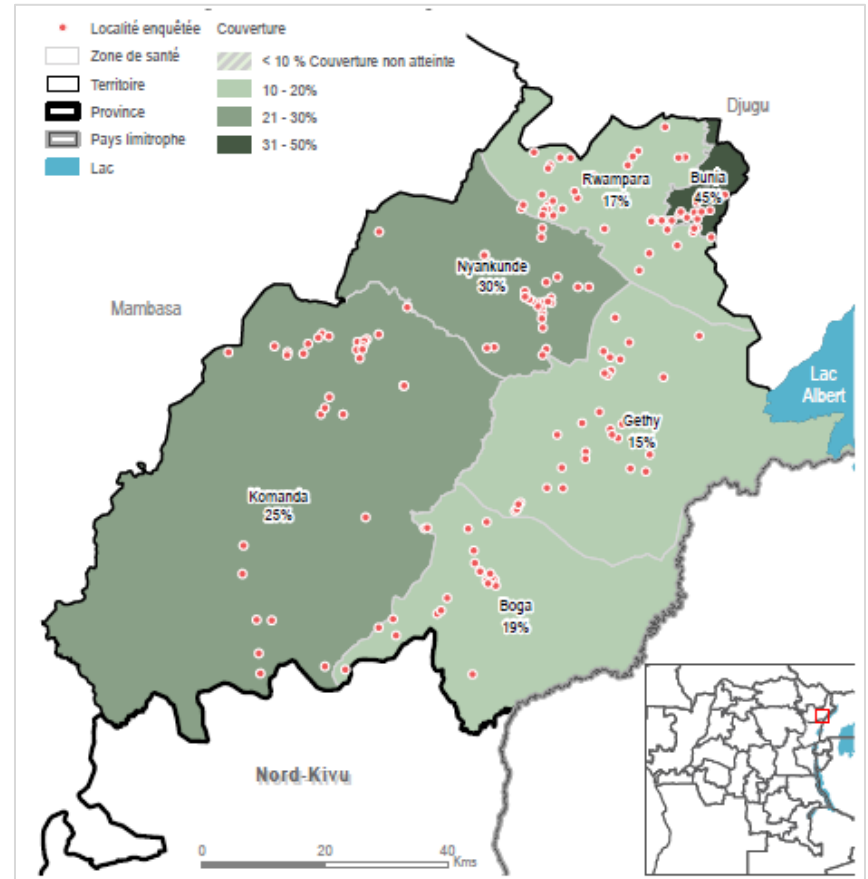 Localité enquêtée
Zone de santé
Territoire
Province
Pays limitrophe
Lac
Couverture
< 10 % Couverture non atteinte
10 - 20%
21 - 30%
31 - 50%
Djugu
Rwampara
17%
Bunia
45%
Nyankunde
30%
Mambasa
Lac
Albert
Gethy
15%
Komanda
25%
Boga
19%
Nord-Kivu
0 20 40
Kms